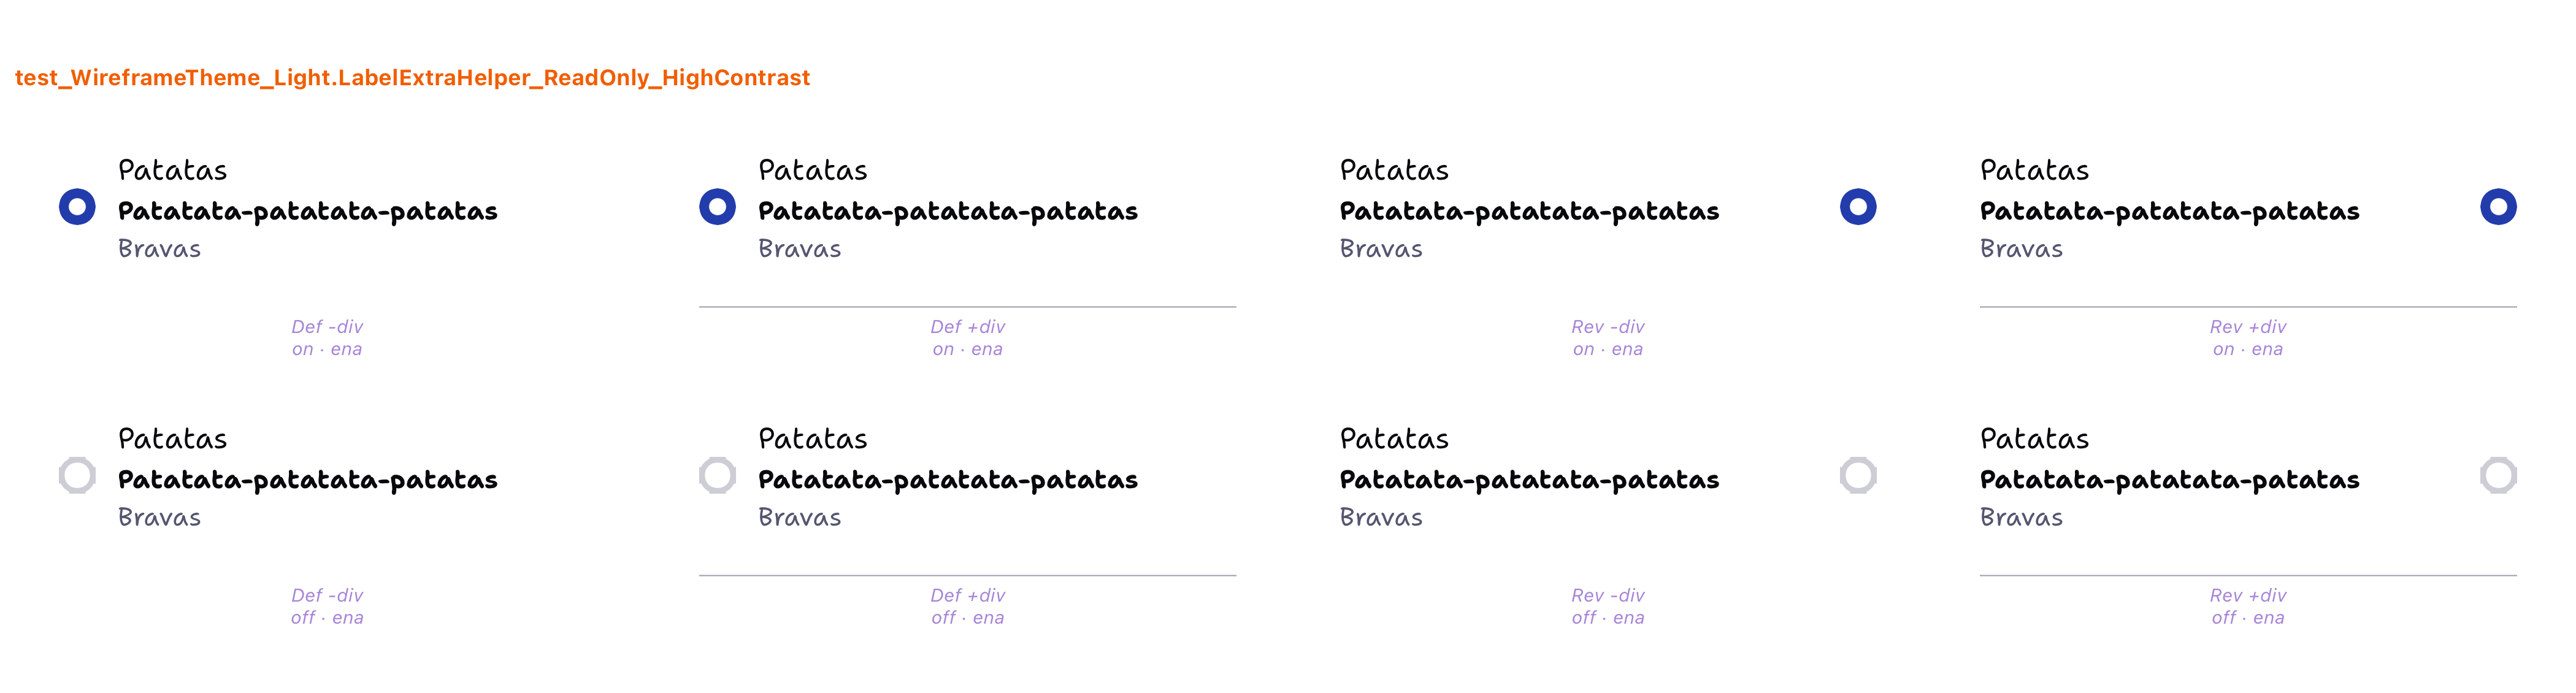 test_WireframeTheme_Light.LabelExtraHelper_ReadOnly_HighContrast
Patatas
Patatata-patatata-patatas
Bravas
Def -div
on · ena
Patatas
Patatata-patatata-patatas
Bravas
Def +div
on · ena
Patatas
Patatata-patatata-patatas
Bravas
Rev -div
on · ena
Patatas
Patatata-patatata-patatas
Bravas
Rev +div
on · ena
Patatas
Patatata-patatata-patatas
Bravas
Def -div
off · ena
Patatas
Patatata-patatata-patatas
Bravas
Def +div
off · ena
Patatas
Patatata-patatata-patatas
Bravas
Rev -div
off · ena
Patatas
Patatata-patatata-patatas
Bravas
Rev +div
off · ena